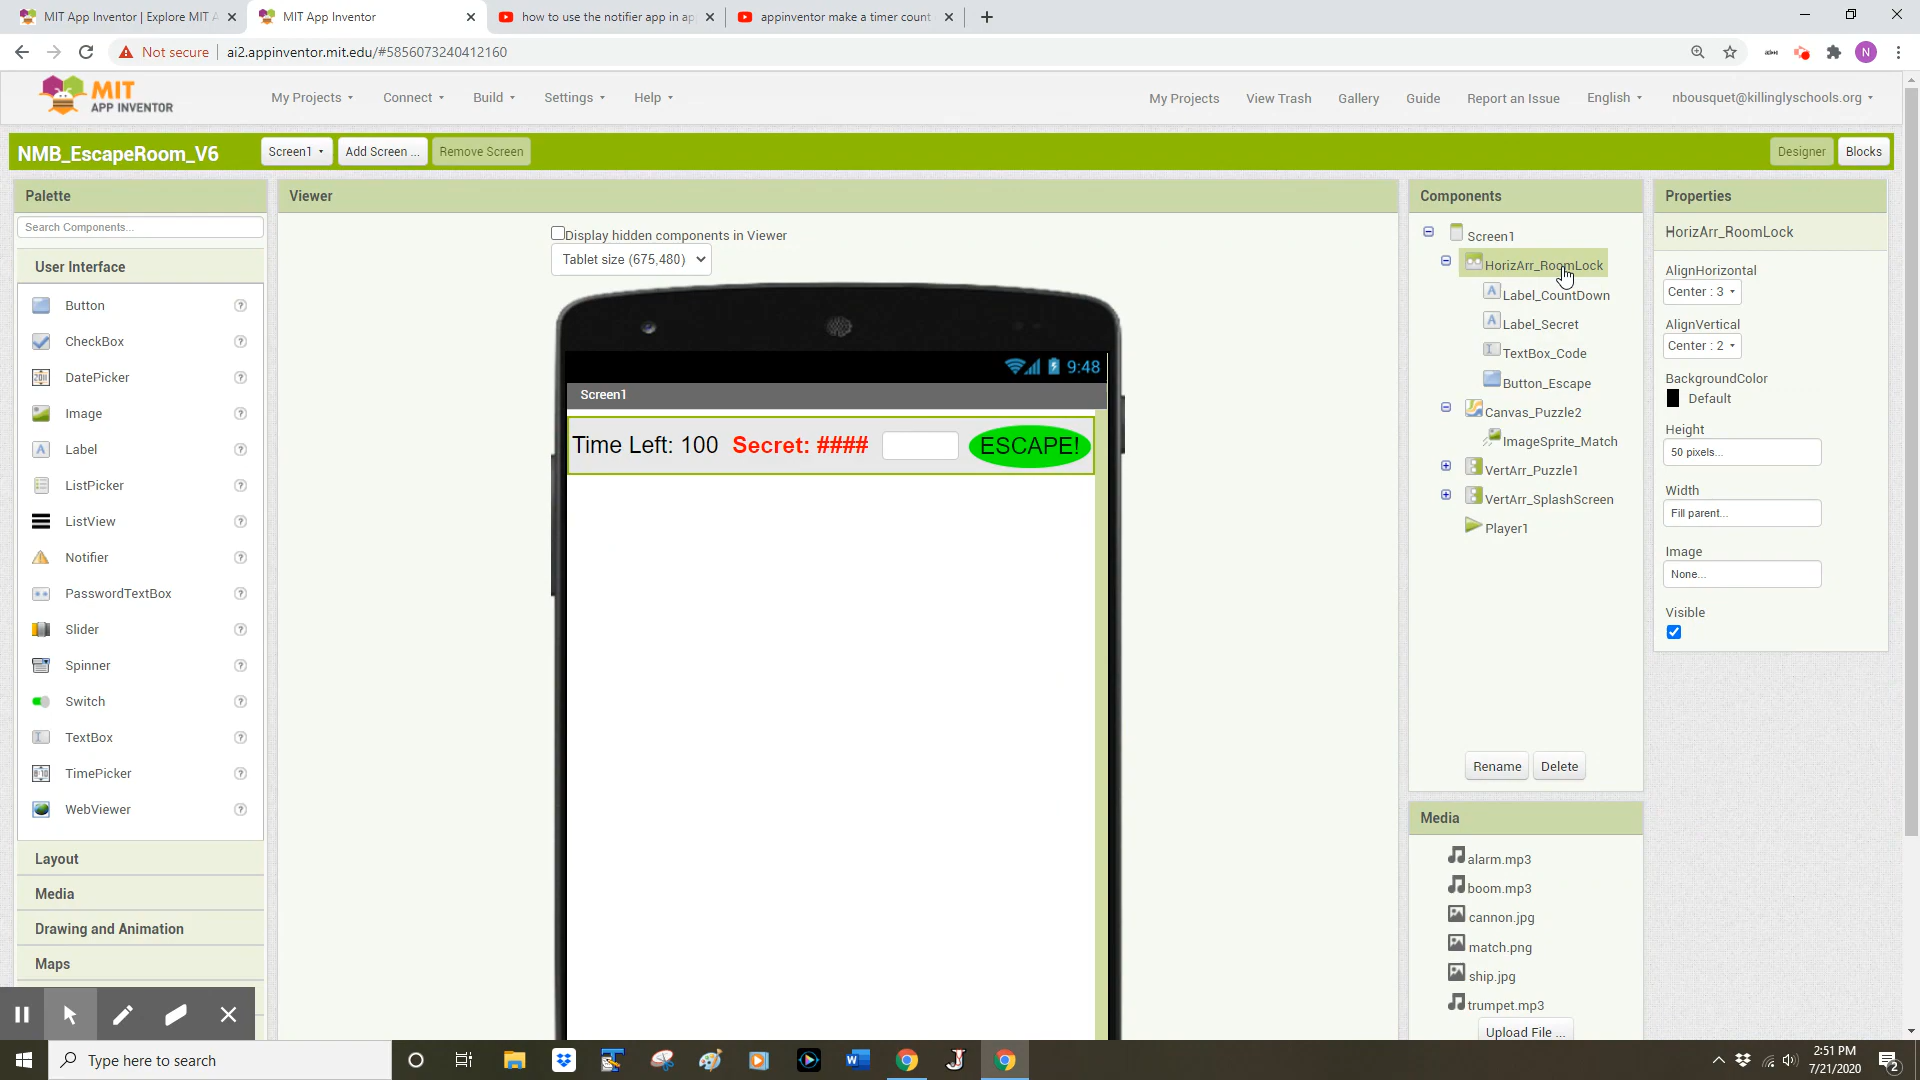 MIT App Inventor | Explore MIT A
MIT App Inventor
how to use the notifier app in ap
appinventor make a timer count
Not secure
ai2.appinventor.mit.edu/#5856073240412160
N
MIT
APP INVENTOR
My Projects
Connect
Build
Settings
Help
My Projects
View Trash
Gallery
Guide
Report an Issue
English
nbousquet@killinglyschools.org
NMB_EscapeRoom_V6
Screen1
Add Screen ...
Remove Screen
Designer
Blocks
Palette
Search Components...
User Interface
Button
CheckBox
DatePicker
Image
Label
ListPicker
ListView
Notifier
PasswordTextBox
Slider
Spinner
Switch
TextBox
TimePicker
WebViewer
Layout
Media
Drawing and Animation
Maps
Viewer
Display hidden components in Viewer
Tablet size (675,480)
9:48
Screen1
Time Left: 100 Secret: #### ESCAPE!
Components
Screen1
HorizArr_RoomLock
Label_CountDown
Label_Secret
TextBox_Code
Button_Escape
Canvas_Puzzle2
ImageSprite_Match
VertArr_Puzzle1
VertArr_SplashScreen
Player1
Rename
Delete
Media
alarm.mp3
boom.mp3
cannon.jpg
match.png
ship.jpg
trumpet.mp3
Upload File ...
Properties
HorizArr_RoomLock
AlignHorizontal
Center : 3
AlignVertical
Center : 2
BackgroundColor
Default
Height
50 pixels...
Width
Fill parent...
Image
None...
Visible
Type here to search
2:51 PM
7/21/2020
2